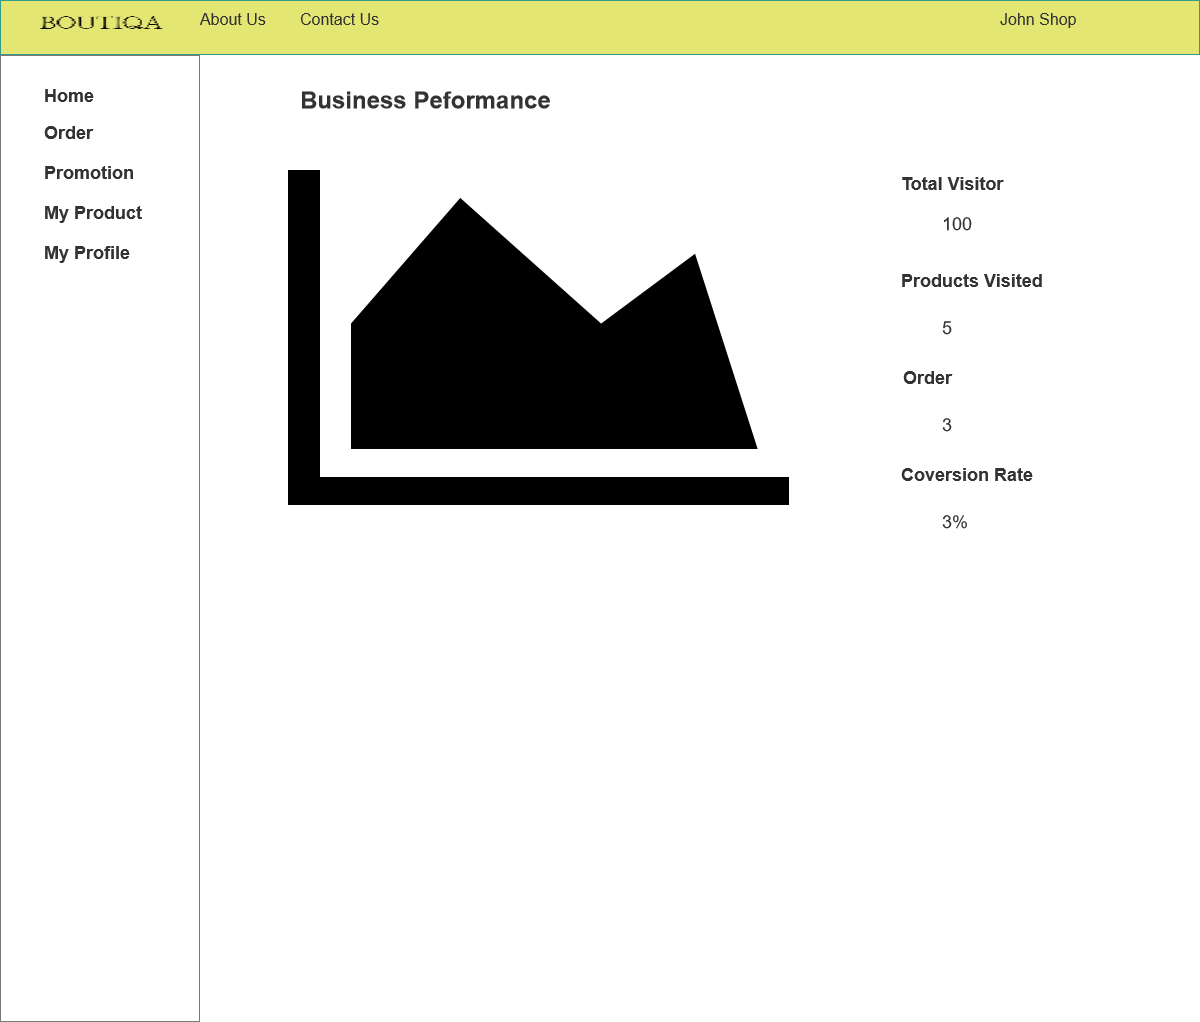 BOUTIQA
About Us
Contact Us
John Shop
Home
Order
Promotion
My Product
My Profile
Business Peformance
Total Visitor
100
Products Visited
5
Order
3
Coversion Rate
3%